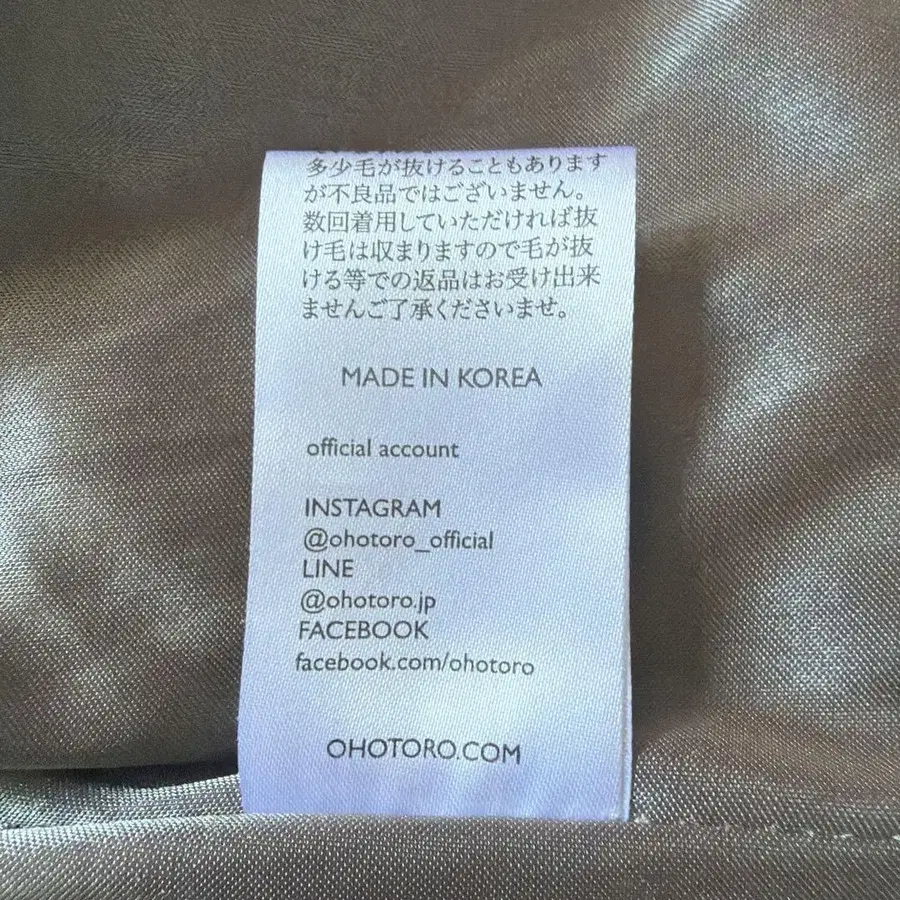 多少毛が抜けることもあります
が不良品ではございません。
数回着用していただければ抜
け毛は収まりますので毛が抜
ける等での返品はお受け出来
ませんご了承くださいませ。
MADE IN KOREA
official account
INSTAGRAM
@ohotoro_official
LINE
@ohotoro.jp
FACEBOOK
facebook.com/ohotoro
OHOTORO.COM